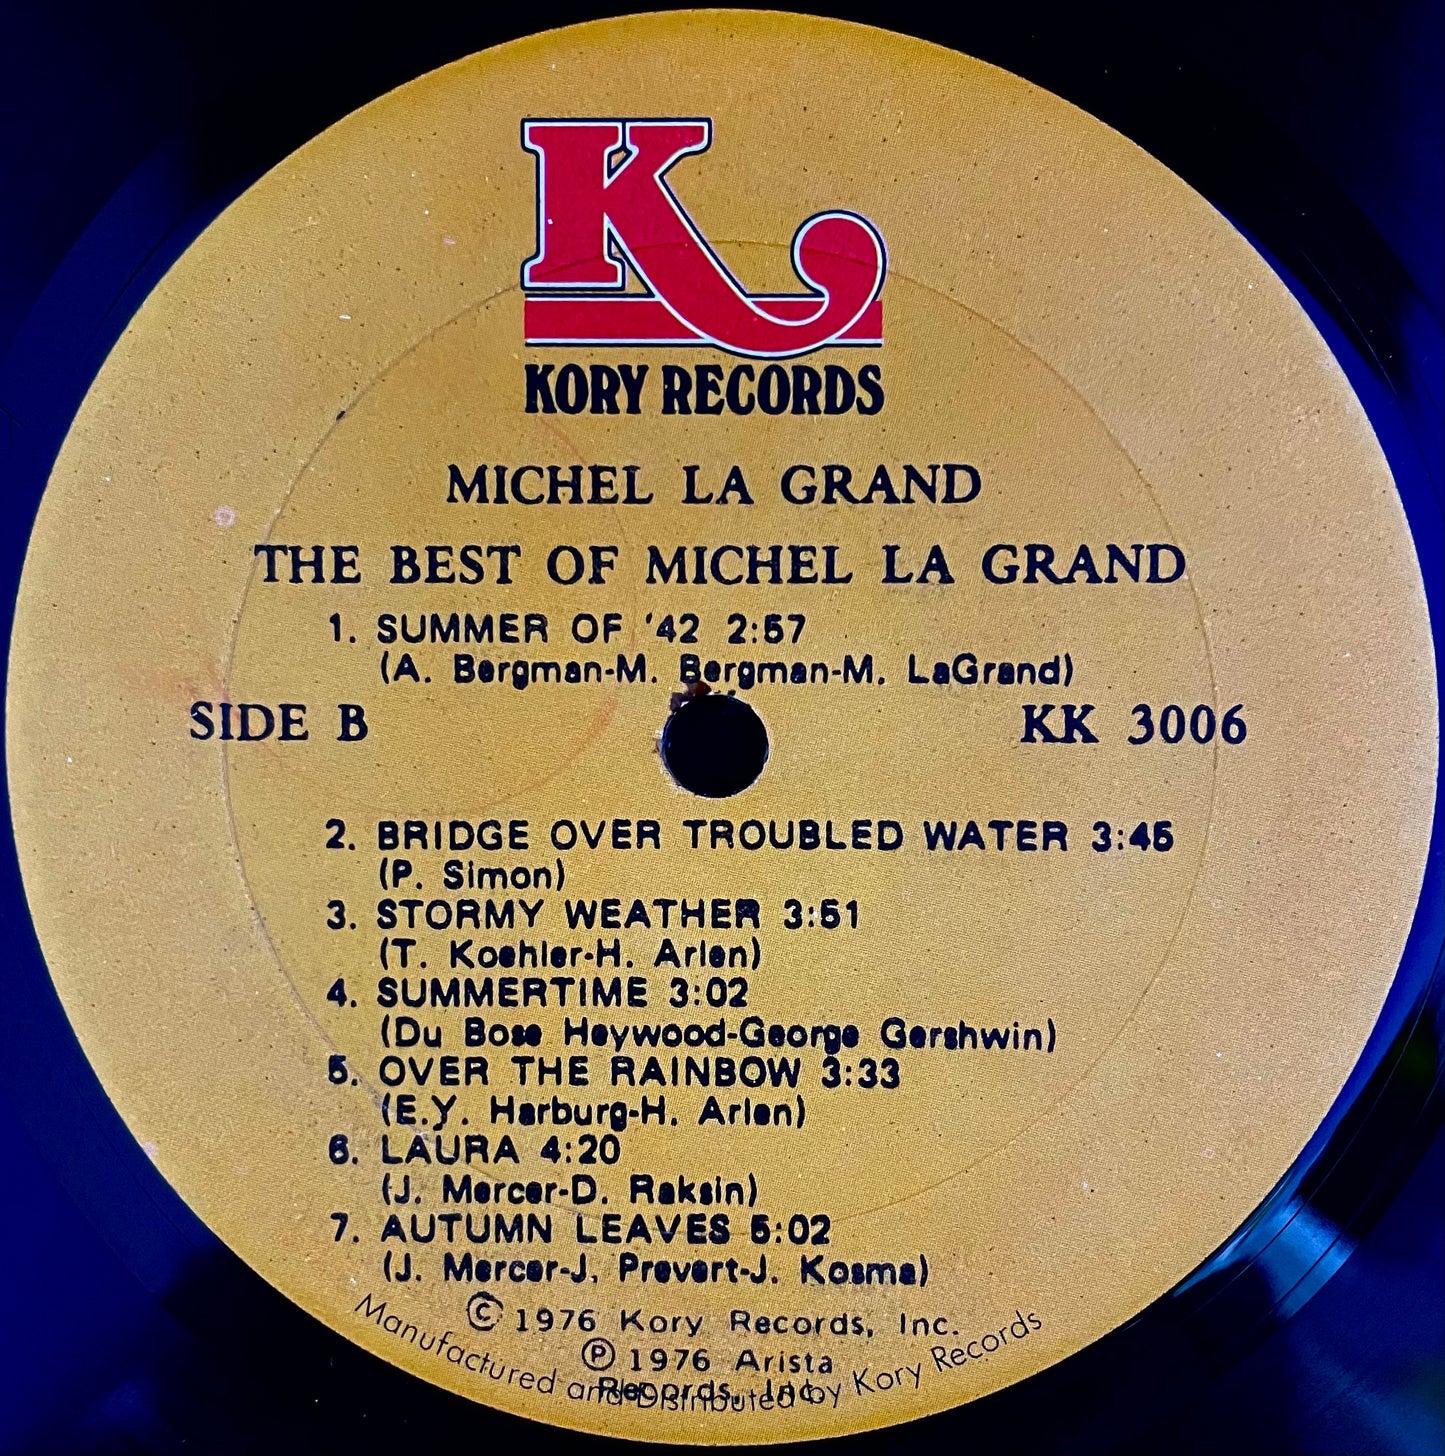 K
KORY RECORDS
MICHEL LA GRAND
THE BEST OF MICHEL LA GRAND
1. SUMMER OF '42 2:57
(A. Bergman-M. Bergman-M. LaGrand)
SIDE B KK 3006
2. BRIDGE OVER TROUBLED WATER 3:45
(P. Simon)
3. STORMY WEATHER 3:51
(T. Koehler-H. Arlen)
4. SUMMERTIME 3:02
(Du Bose Heywood-George Gershwin)
5. OVER THE RAINBOW 3:33
(E.Y. Harburg-H. Arlen)
6. LAURA 4:20
(J. Mercer-D. Raksin)
7. AUTUMN LEAVES 5:02
(J. Mercer-J. Prevert-J. Kosma)
© 1976 Kory Records, Inc.
℗ 1976 Arista
Records, Inc.
Manufactured and Distributed by Kory Records